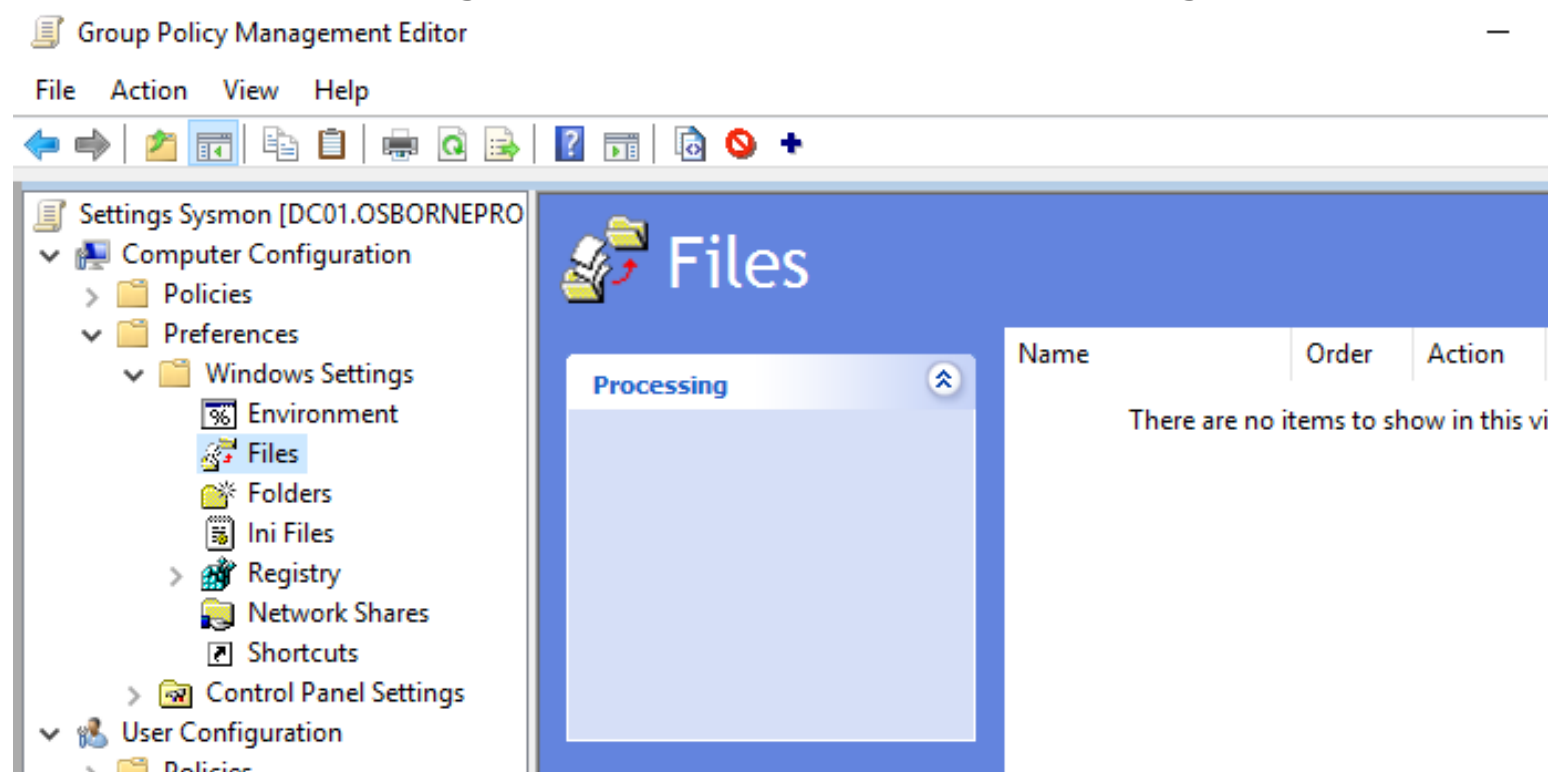 Group Policy Management Editor
File Action View Help
Settings Sysmon [DC01.OSBORNEPRO
Computer Configuration
Policies
Preferences
Windows Settings
Environment
Files
Folders
Ini Files
Registry
Network Shares
Shortcuts
Control Panel Settings
User Configuration
Policies
Files
Processing
Name Order Action
There are no items to show in this vi